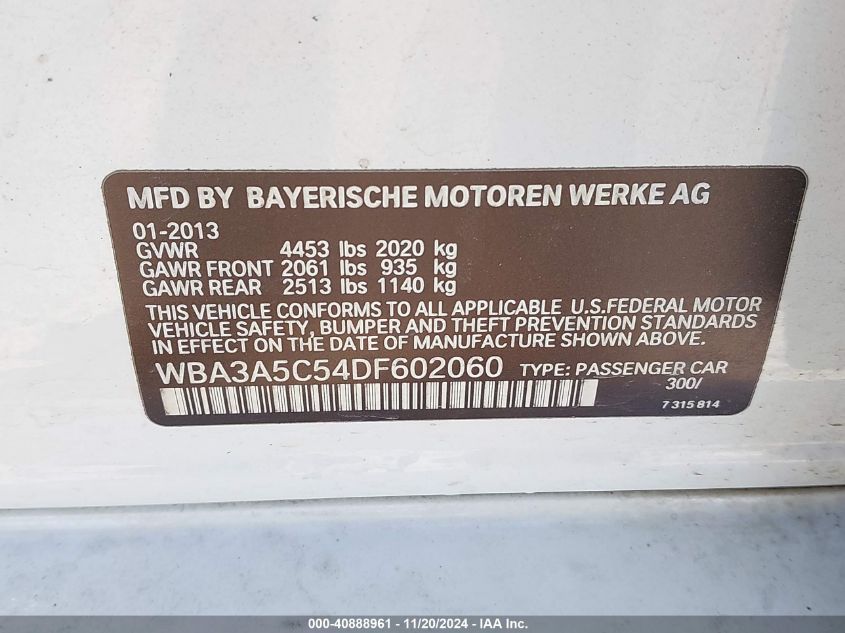 MFD BY BAYERISCHE MOTOREN WERKE AG
01-2013
GVWR 4453 lbs 2020 kg
GAWR FRONT 2061 lbs 935 kg
GAWR REAR 2513 lbs 1140 kg
THIS VEHICLE CONFORMS TO ALL APPLICABLE U.S.FEDERAL MOTOR
VEHICLE SAFETY, BUMPER AND THEFT PREVENTION STANDARDS
IN EFFECT ON THE DATE OF MANUFACTURE SHOWN ABOVE.
WBA3A5C54DF602060 TYPE: PASSENGER CAR
300/
7 315 814
000-40888961 - 11/20/2024 - IAA Inc.